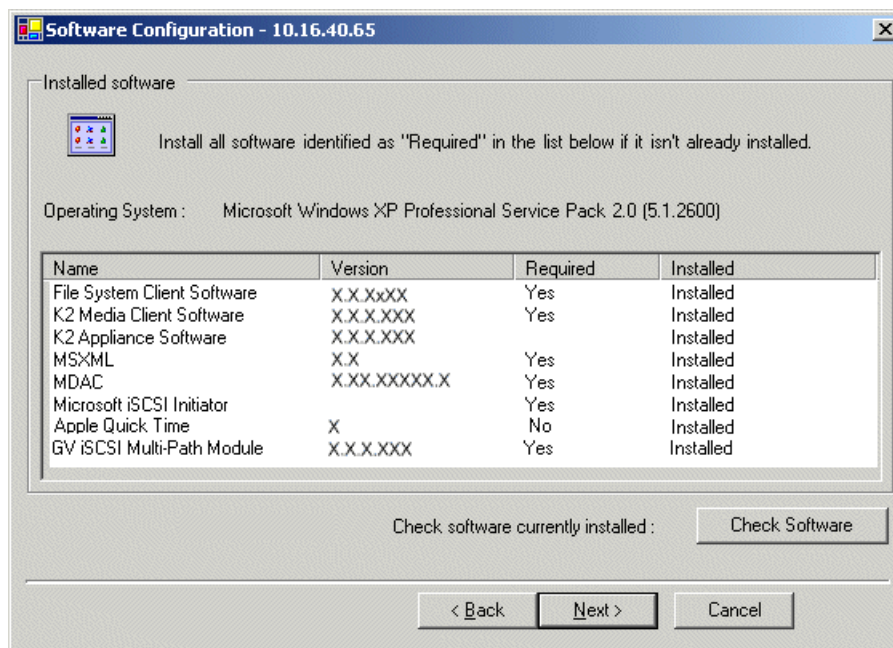 Software Configuration - 10.16.40.65
Installed software
Install all software identified as "Required" in the list below if it isn't already installed.
Operating System : Microsoft Windows XP Professional Service Pack 2.0 (5.1.2600)
Name Version Required Installed
File System Client Software X.X.XxXX Yes Installed
K2 Media Client Software X.X.X.XXX Yes Installed
K2 Appliance Software X.X.X.XXX Installed
MSXML X.X Yes Installed
MDAC X.XX.XXXXX.X Yes Installed
Microsoft iSCSI Initiator Yes Installed
Apple Quick Time X No Installed
GV iSCSI Multi-Path Module X.X.X.XXX Yes Installed
Check software currently installed : Check Software
< Back Next > Cancel